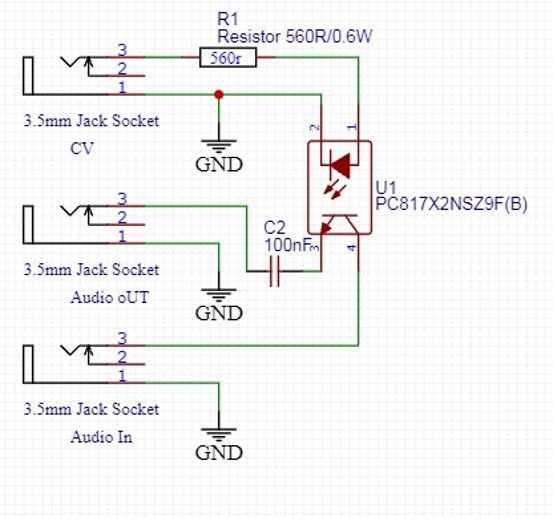 R1
Resistor 560R/0.6W
560r
3
2
1
3.5mm Jack Socket
CV
GND
2
1
U1
PC817X2NSZ9F(B)
3
2
1
C2
100nF
3
4
3.5mm Jack Socket
Audio oUT
GND
3
2
1
3.5mm Jack Socket
Audio In
GND